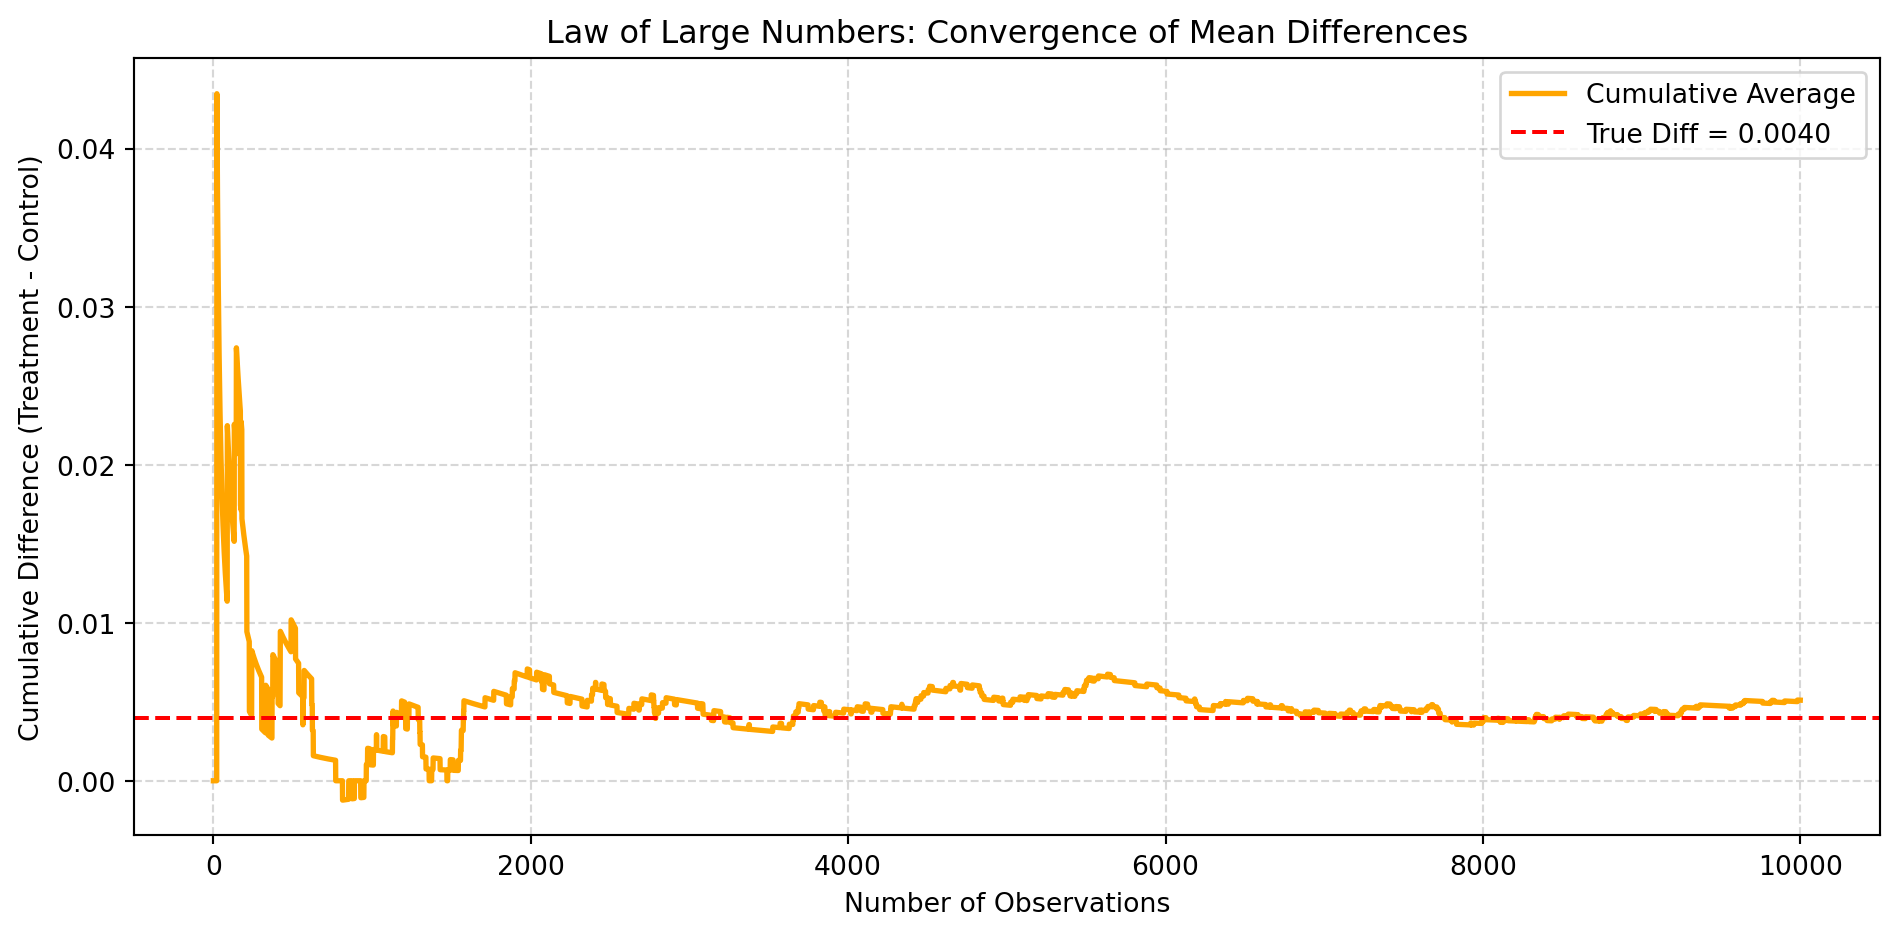 Law of Large Numbers: Convergence of Mean Differences
Cumulative Average
True Diff = 0.0040
Cumulative Difference (Treatment - Control)
0.04
0.03
0.02
0.01
0.00
0
2000
4000
6000
8000
10000
Number of Observations